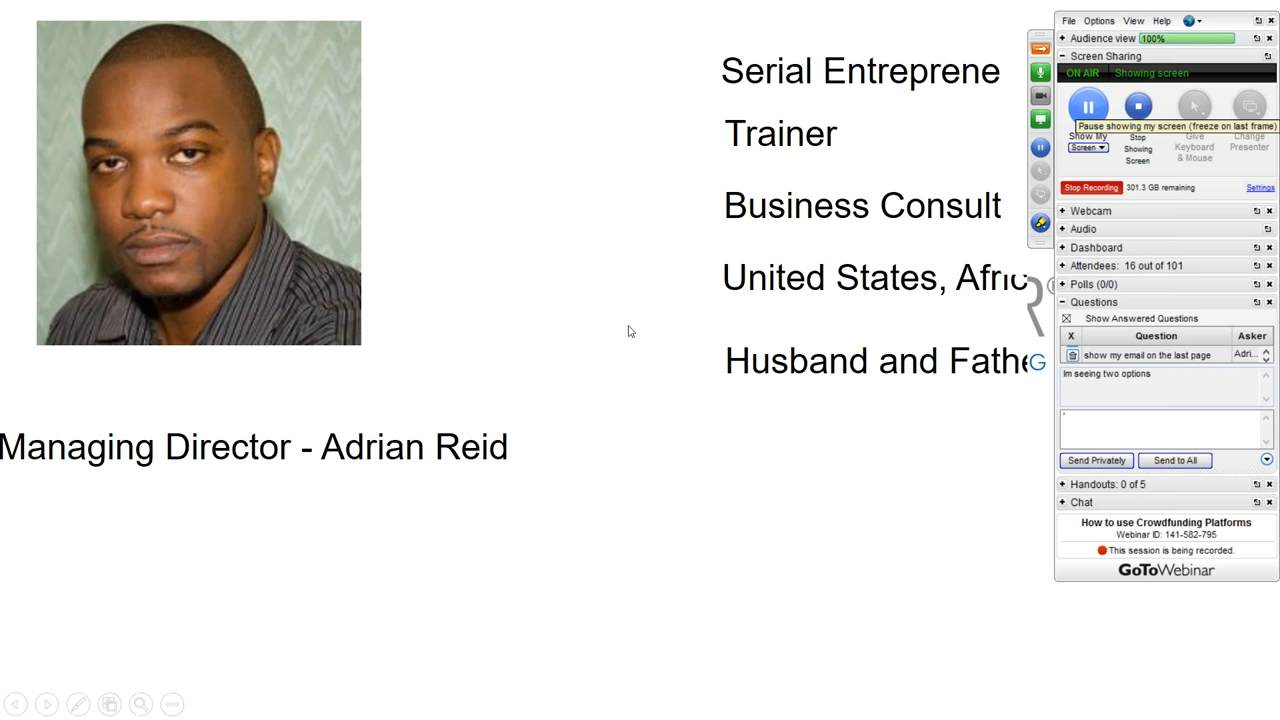 Serial Entreprene
Trainer
Business Consult
United States, Afric
Husband and Fathe
Managing Director - Adrian Reid
R
G
File Options View Help
Audience view 100%
Screen Sharing
ON AIR Showing screen
Pause showing my screen (freeze on last frame)
Show My
Screen
Stop
Showing
Screen
Give
Keyboard
& Mouse
Change
Presenter
Stop Recording 301.3 GB remaining Settings
Webcam
Audio
Dashboard
Attendees: 16 out of 101
Polls (0/0)
Questions
Show Answered Questions
X Question Asker
show my email on the last page Adri...
Im seeing two options
Send Privately Send to All
Handouts: 0 of 5
Chat
How to use Crowdfunding Platforms
Webinar ID: 141-582-795
This session is being recorded.
GoToWebinar